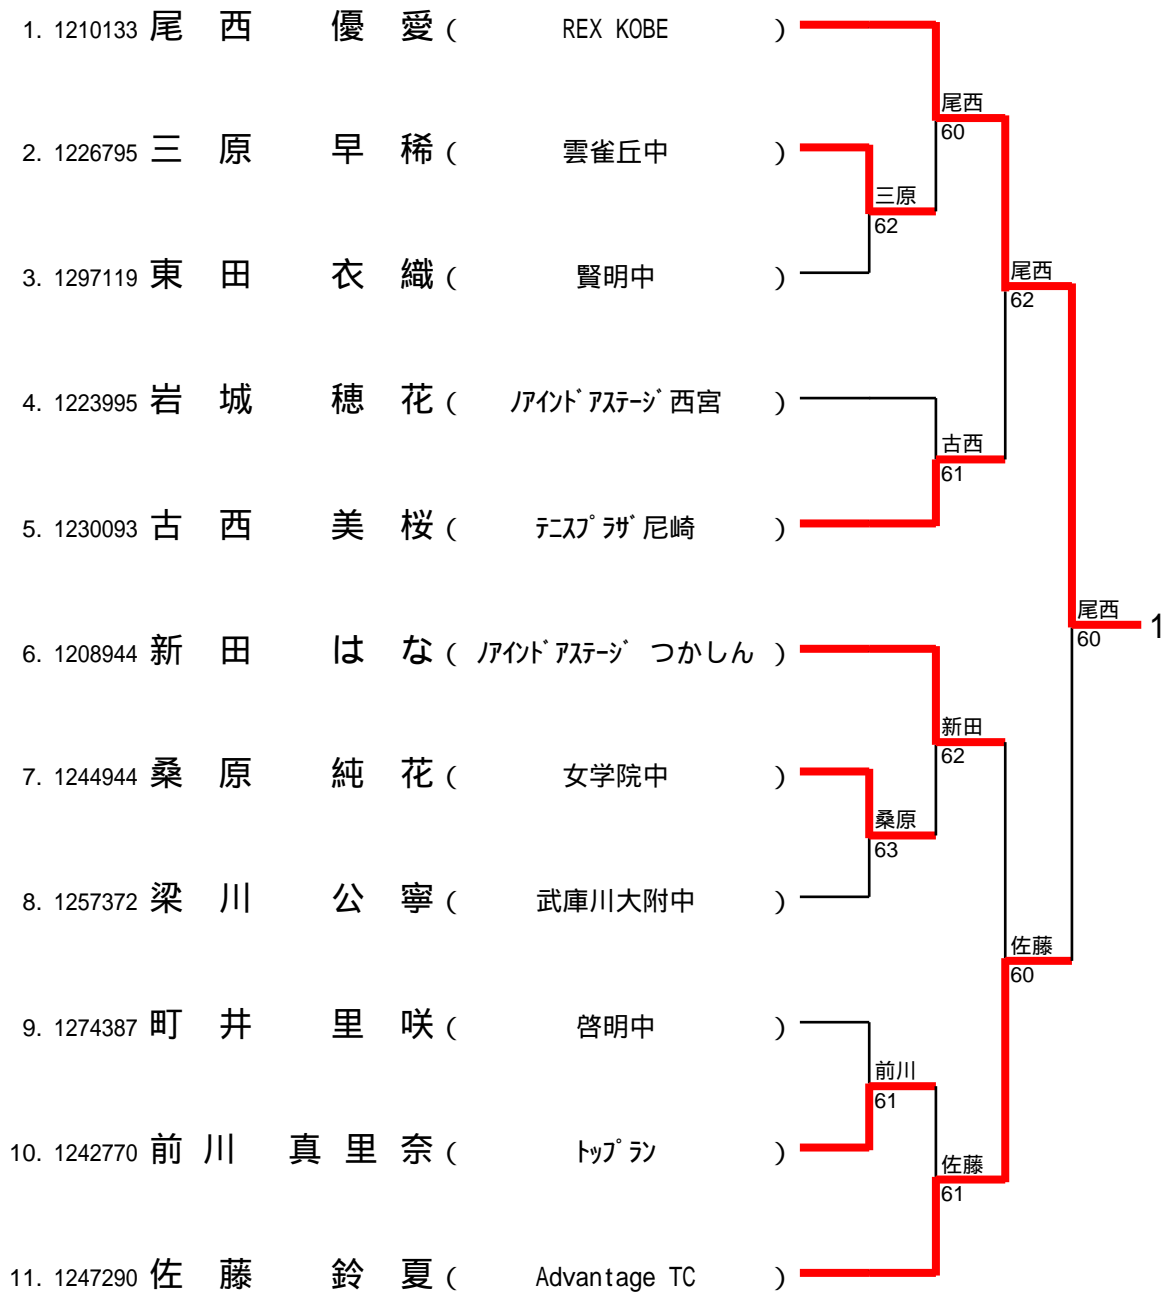 1. 1210133 尾 西 優 愛 ( REX KOBE )
尾西
60
2. 1226795 三 原 早 稀 ( 雲雀丘中 )
三原
62
3. 1297119 東 田 衣 織 ( 賢明中 )
尾西
62
4. 1223995 岩 城 穂 花 ( ﾉｱインﾄﾞｱｽﾃｰｼﾞ西宮 )
古西
61
5. 1230093 古 西 美 桜 ( ﾃﾆｽﾌﾟﾗｻﾞ尼崎 )
尾西
60
1
6. 1208944 新 田 は な ( ﾉｱｲﾝﾄﾞｱｽﾃｰｼﾞ つかしん )
新田
62
7. 1244944 桑 原 純 花 ( 女学院中 )
桑原
63
8. 1257372 梁 川 公 寧 ( 武庫川大附中 )
佐藤
60
9. 1274387 町 井 里 咲 ( 啓明中 )
前川
61
10. 1242770 前 川 真 里 奈 ( ﾄｯﾌﾟﾗﾝ )
佐藤
61
11. 1247290 佐 藤 鈴 夏 ( Advantage TC )